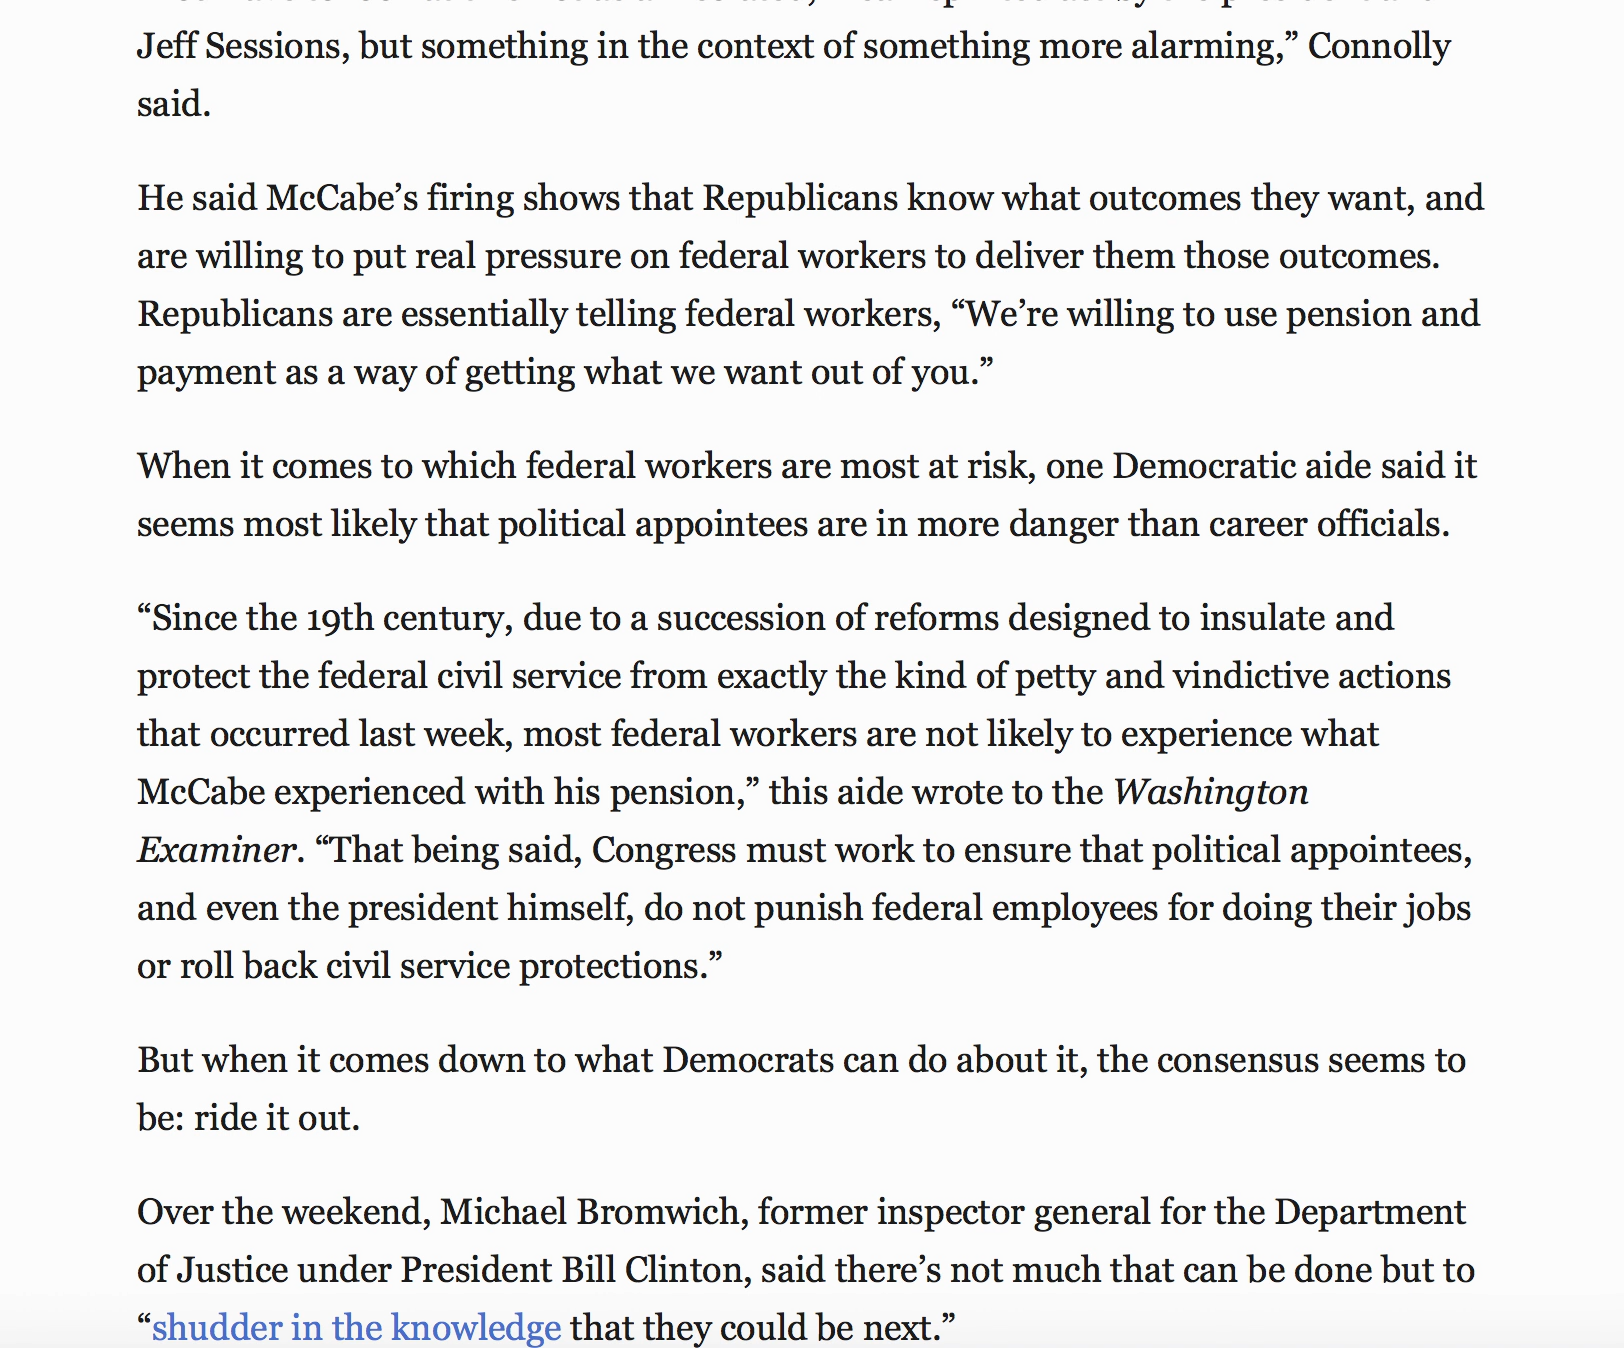 Jeff Sessions, but something in the context of something more alarming,” Connolly
said.
He said McCabe’s firing shows that Republicans know what outcomes they want, and
are willing to put real pressure on federal workers to deliver them those outcomes.
Republicans are essentially telling federal workers, “We’re willing to use pension and
payment as a way of getting what we want out of you.”
When it comes to which federal workers are most at risk, one Democratic aide said it
seems most likely that political appointees are in more danger than career officials.
“Since the 19th century, due to a succession of reforms designed to insulate and
protect the federal civil service from exactly the kind of petty and vindictive actions
that occurred last week, most federal workers are not likely to experience what
McCabe experienced with his pension,” this aide wrote to the Washington
Examiner. “That being said, Congress must work to ensure that political appointees,
and even the president himself, do not punish federal employees for doing their jobs
or roll back civil service protections.”
But when it comes down to what Democrats can do about it, the consensus seems to
be: ride it out.
Over the weekend, Michael Bromwich, former inspector general for the Department
of Justice under President Bill Clinton, said there’s not much that can be done but to
“shudder in the knowledge that they could be next.”